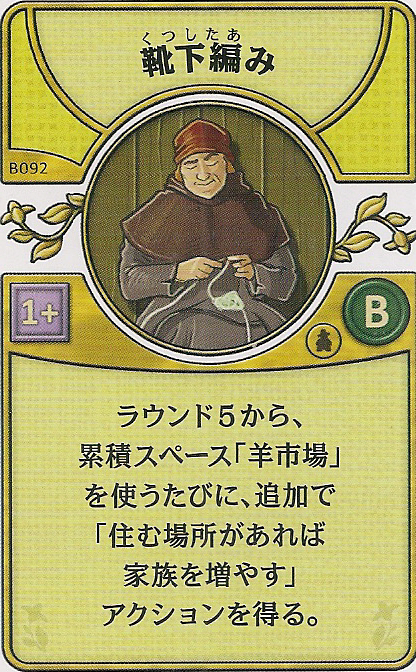 くつしたあ
靴下編み
B092
1+
B
ラウンド5から、
累積スペース「羊市場」
を使うたびに、追加で
「住む場所があれば
家族を増やす」
アクションを得る。